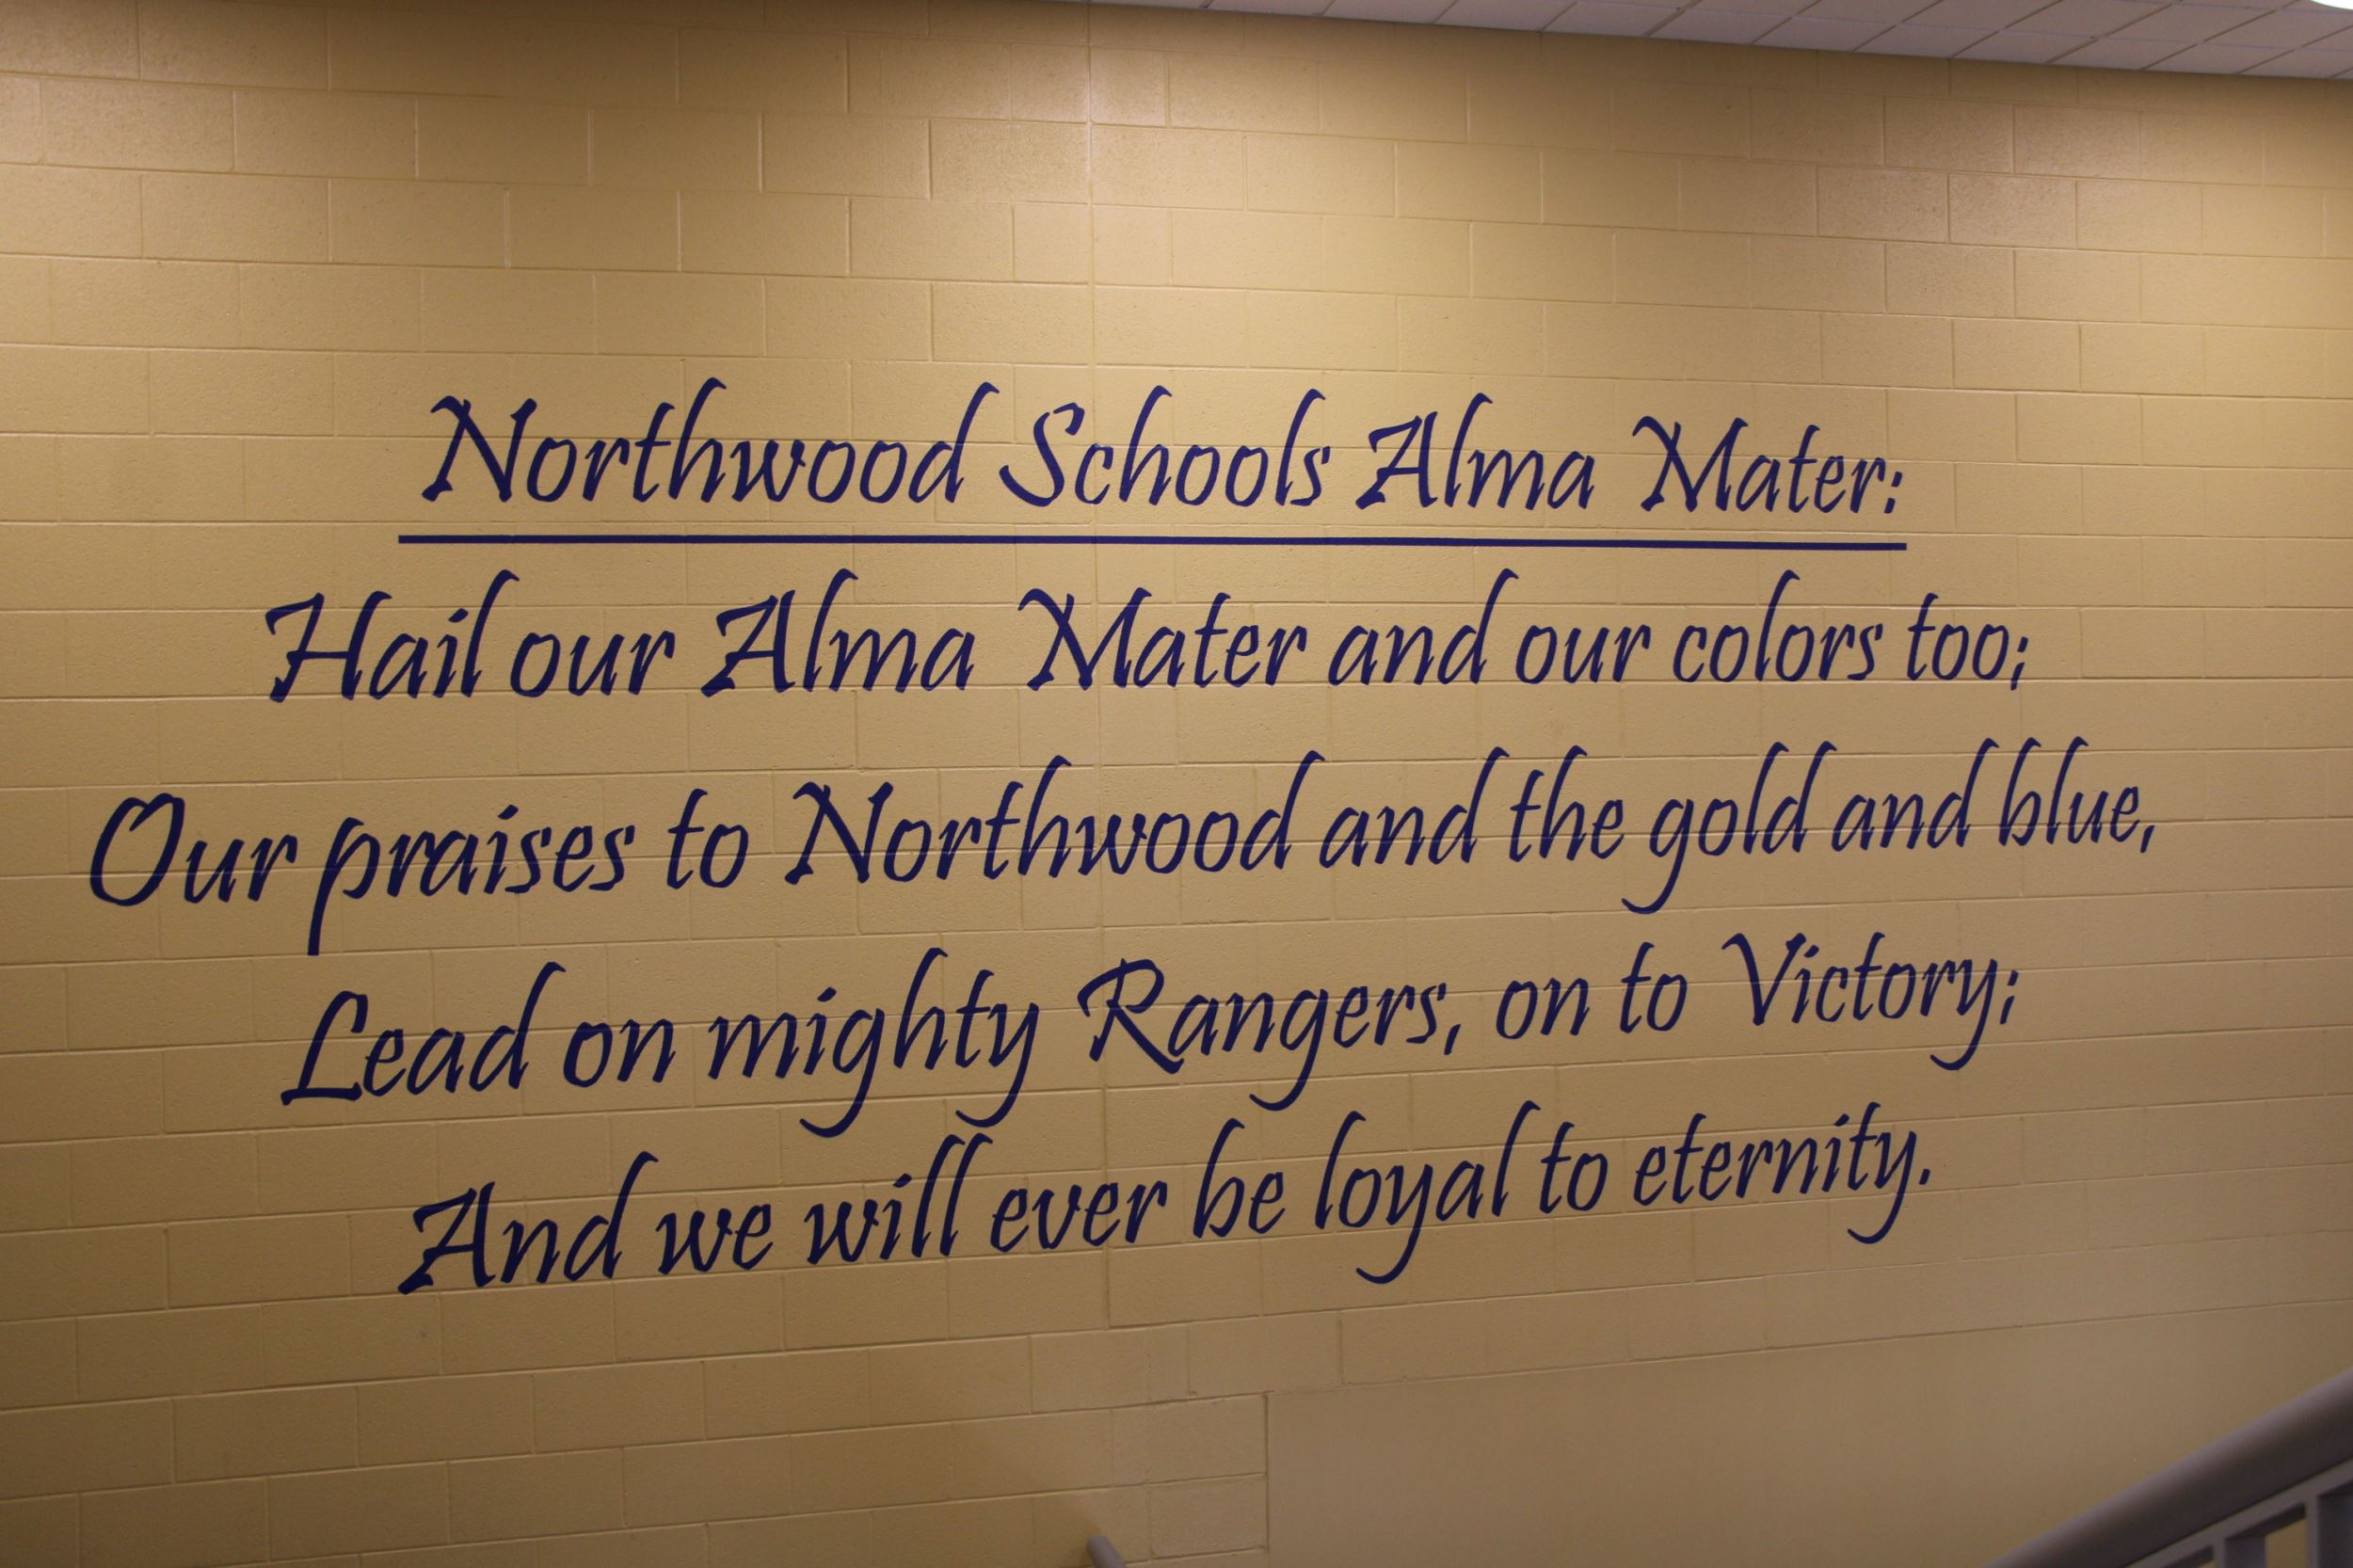 Northwood Schools Alma Mater:
Hail our Alma Mater and our colors too;
Our praises to Northwood and the gold and blue,
Lead on mighty Rangers, on to Victory;
And we will ever be loyal to eternity.